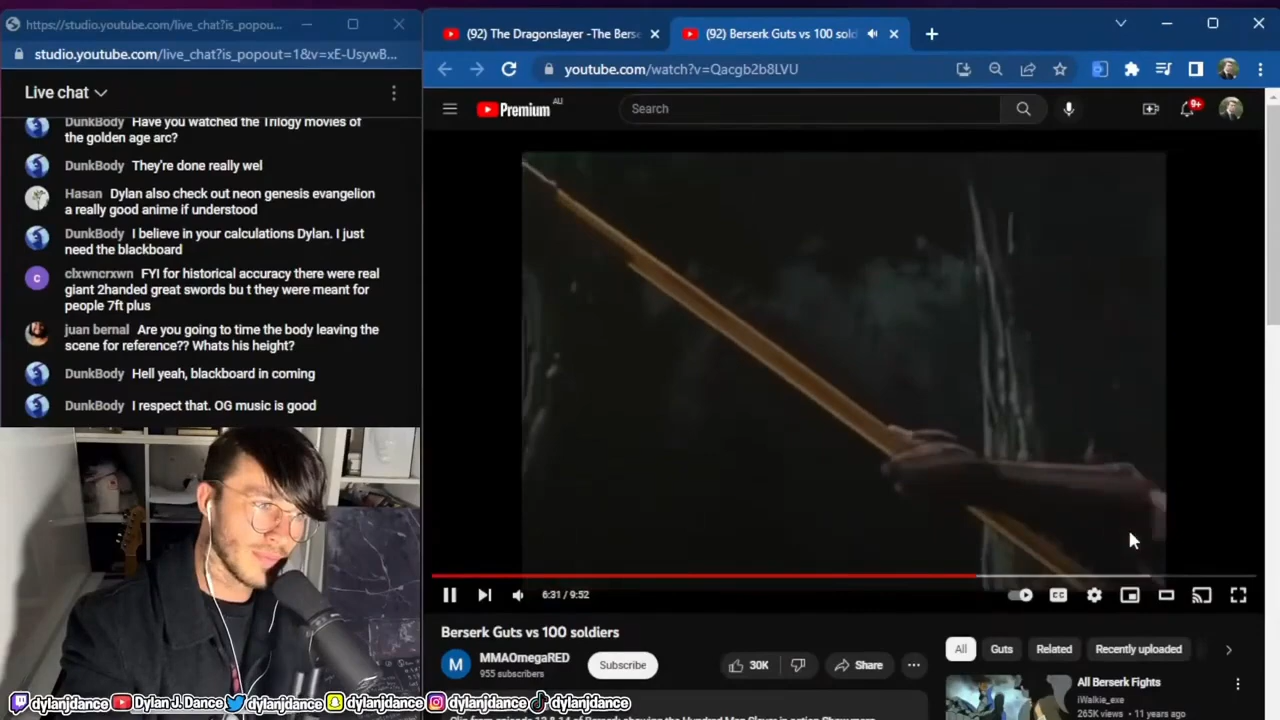 https://studio.youtube.com/live_chat?is_popou...
studio.youtube.com/live_chat?is_popout=1&v=xE-UsywB...
Live chat
DunkBody Have you watched the Trilogy movies of
the golden age arc?
DunkBody They're done really wel
Hasan Dylan also check out neon genesis evangelion
a really good anime if understood
DunkBody I believe in your calculations Dylan. I just
need the blackboard
clxwncrxwn FYI for historical accuracy there were real
giant 2handed great swords bu t they were meant for
people 7ft plus
juan bernal Are you going to time the body leaving the
scene for reference?? Whats his height?
DunkBody Hell yeah, blackboard in coming
DunkBody I respect that. OG music is good
(92) The Dragonslayer -The Berse
(92) Berserk Guts vs 100 sold
youtube.com/watch?v=Qacgb2b8LVU
Premium AU
Search
9+
6:31 / 9:52
CC
Berserk Guts vs 100 soldiers
M
MMAOmegaRED
955 subscribers
Subscribe
30K
Share
All
Guts
Related
Recently uploaded
All Berserk Fights
iWalkie_exe
265K views • 11 years ago
dylanjdance Dylan J. Dance dylanjdance dylanjdance dylanjdance dylanjdance